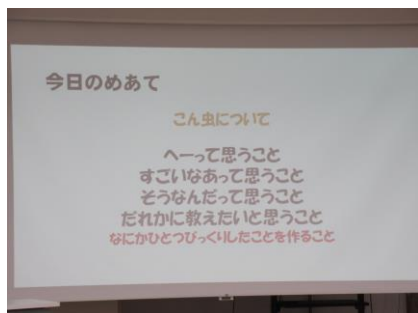 今日のめあて
こん虫について
へーって思うこと
すごいなあって思うこと
そうなんだって思うこと
だれかに教えたいと思うこと
なにかひとつびっくりしたことを作ること